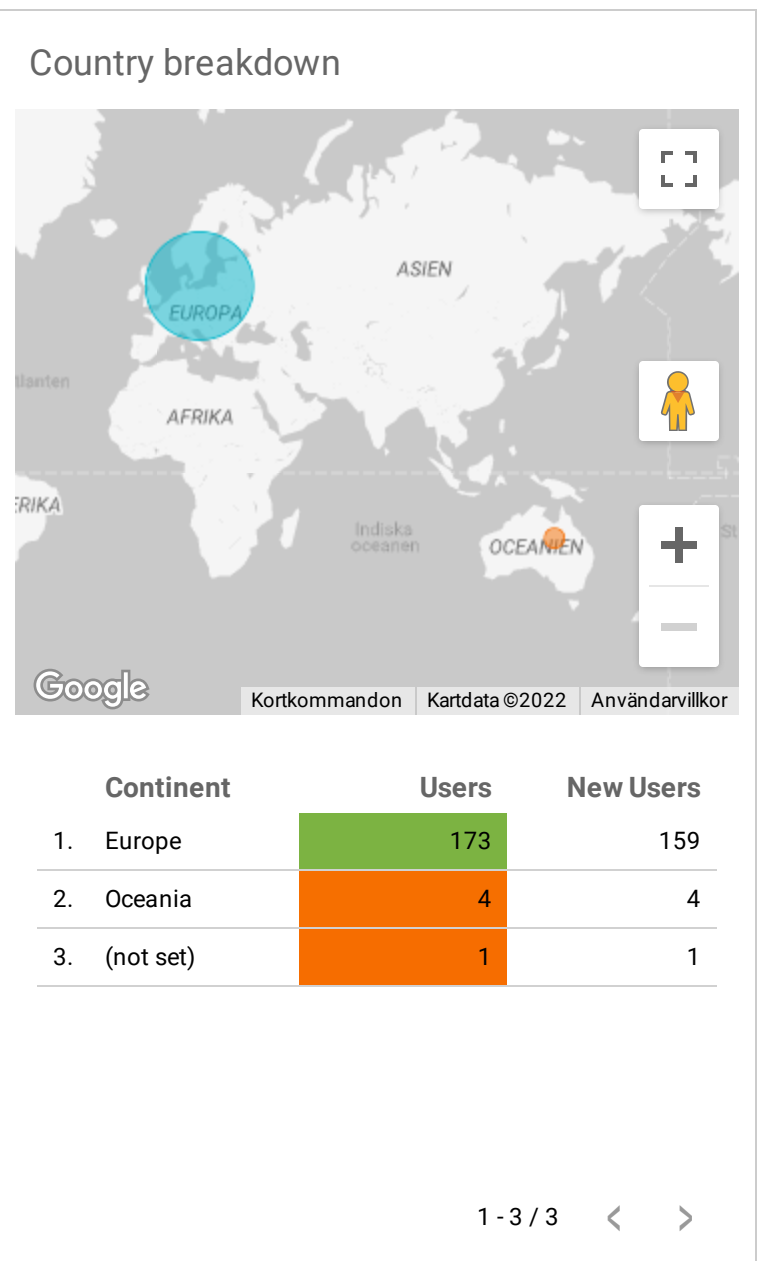 Country breakdown
ASIEN
EUROPA
tlanten
AFRIKA
ERIKA
Indiska
oceanen
OCEANIEN
St
Google
Kortkommandon
Kartdata ©2022
Användarvillkor
Continent Users New Users
1. Europe 173 159
2. Oceania 4 4
3. (not set) 1 1
1 - 3 / 3